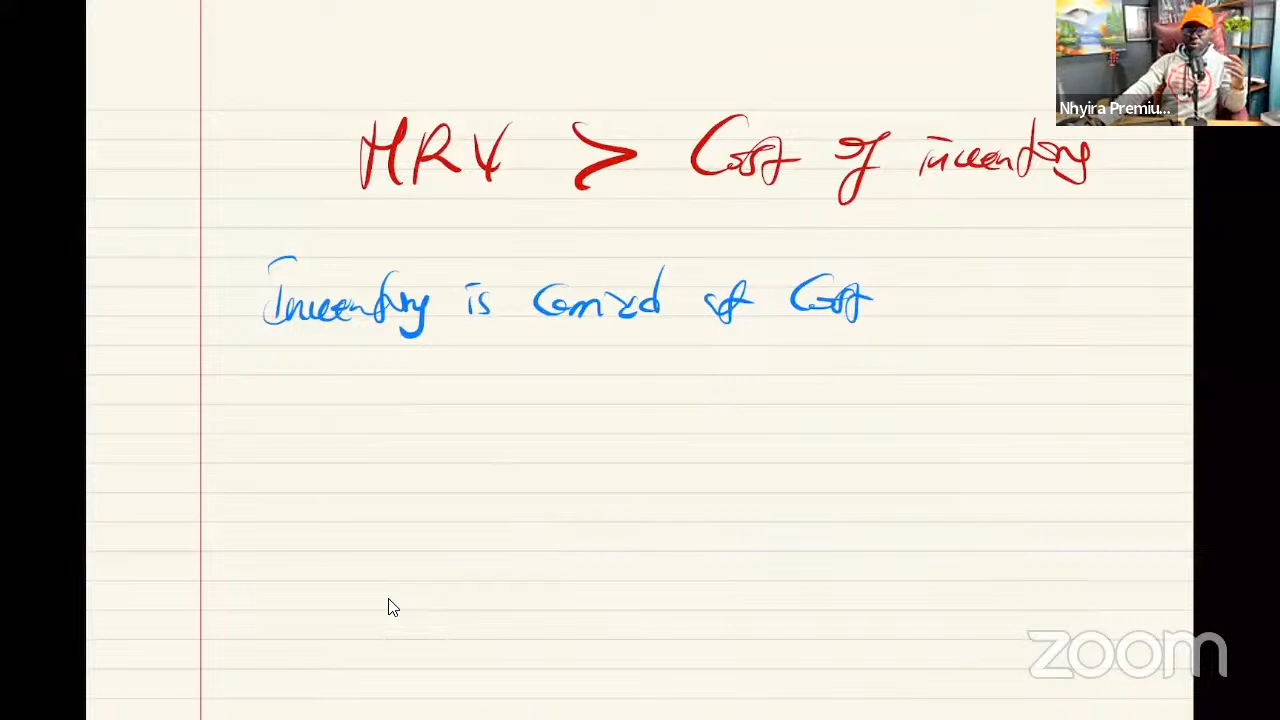 Nhyira Premiu...
NRV > Cost of inventory
Inventory is carried at Cost
zoom